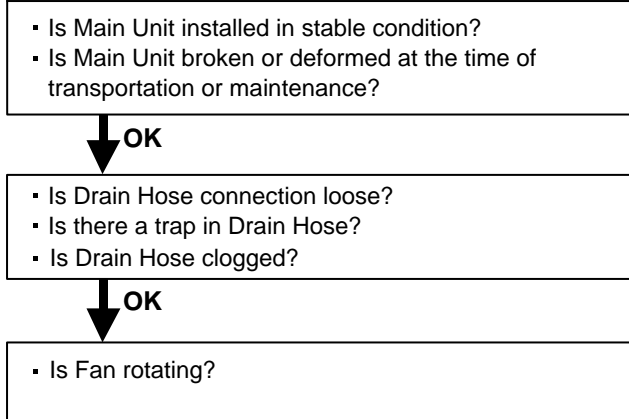 ▪ Is Main Unit installed in stable condition?
▪ Is Main Unit broken or deformed at the time of
transportation or maintenance?
OK
▪ Is Drain Hose connection loose?
▪ Is there a trap in Drain Hose?
▪ Is Drain Hose clogged?
OK
▪ Is Fan rotating?